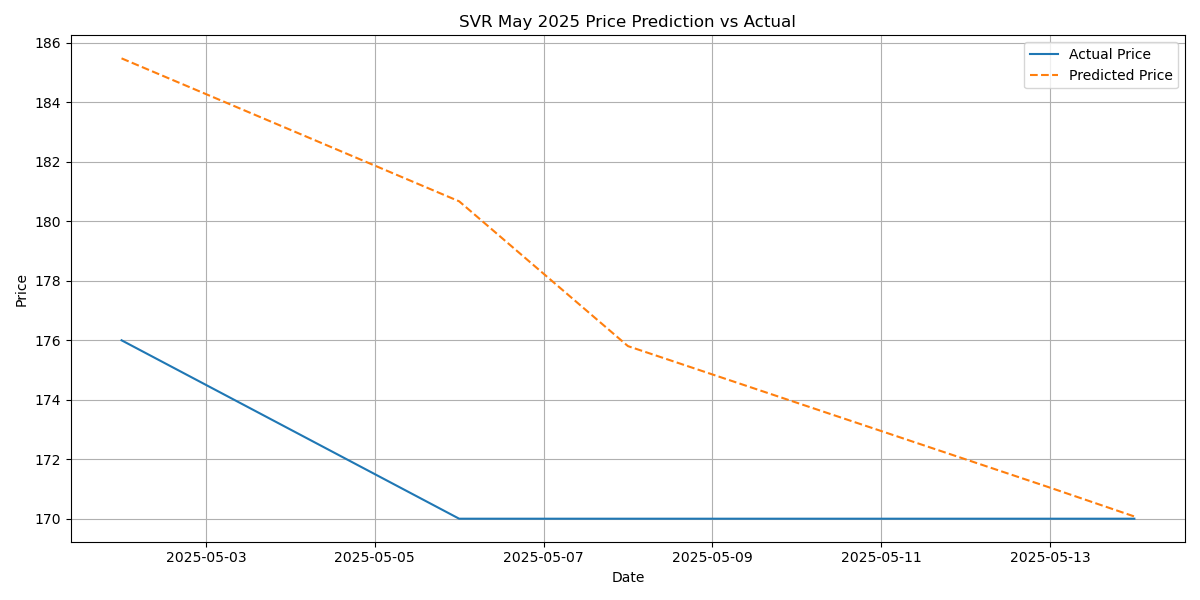 SVR May 2025 Price Prediction vs Actual
Actual Price
Predicted Price
186
184
182
180
178
176
174
172
170
Price
2025-05-03 2025-05-05 2025-05-07 2025-05-09 2025-05-11 2025-05-13
Date